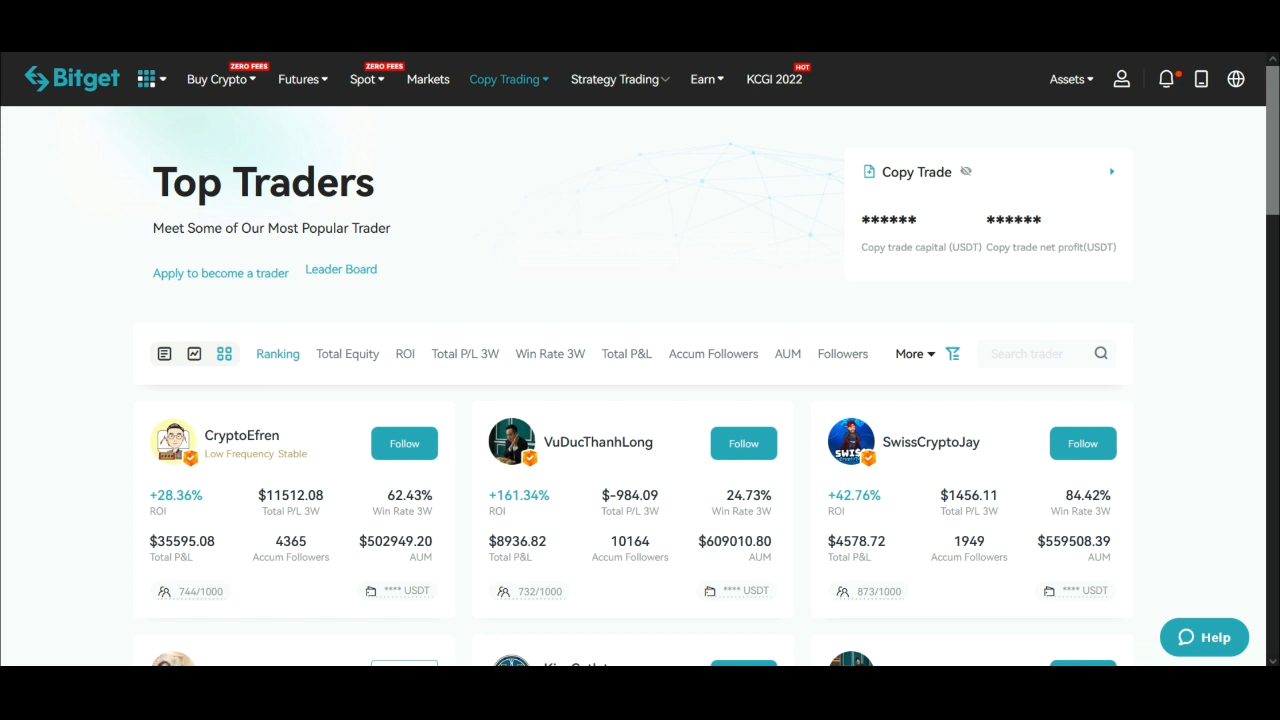 ZERO FEES ZERO FEES HOT
Bitget Buy Crypto Futures Spot Markets Copy Trading Strategy Trading Earn KCGI 2022 Assets
Top Traders
Meet Some of Our Most Popular Trader
Apply to become a trader Leader Board
Copy Trade
****** ******
Copy trade capital (USDT) Copy trade net profit(USDT)
Ranking Total Equity ROI Total P/L 3W Win Rate 3W Total P&L Accum Followers AUM Followers More Search trader
CryptoEfren
Low Frequency Stable
Follow
+28.36% $11512.08 62.43%
ROI Total P/L 3W Win Rate 3W
$35595.08 4365 $502949.20
Total P&L Accum Followers AUM
744/1000 **** USDT
VuDucThanhLong
Follow
+161.34% $-984.09 24.73%
ROI Total P/L 3W Win Rate 3W
$8936.82 10164 $609010.80
Total P&L Accum Followers AUM
732/1000 **** USDT
SWIS
SwissCryptoJay
Follow
+42.76% $1456.11 84.42%
ROI Total P/L 3W Win Rate 3W
$4578.72 1949 $559508.39
Total P&L Accum Followers AUM
873/1000 **** USDT
Help